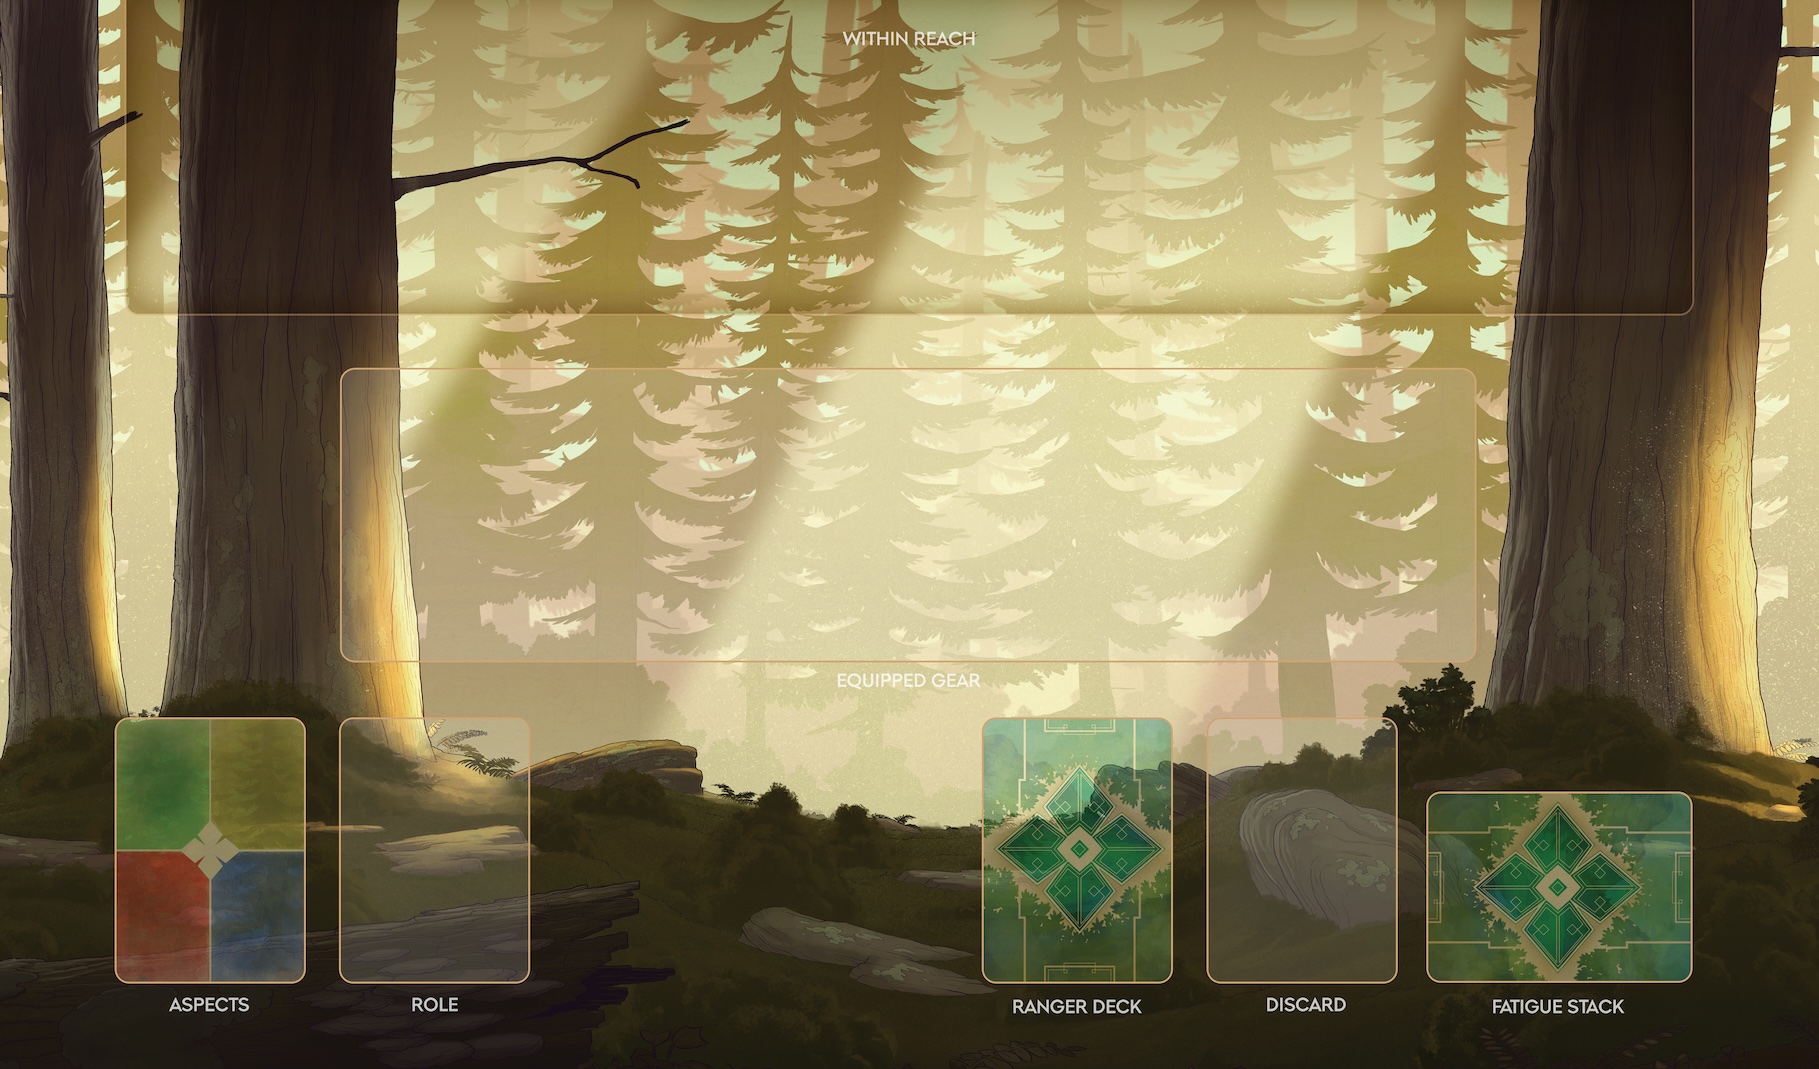 WITHIN REACH
EQUIPPED GEAR
ASPECTS
ROLE
RANGER DECK
DISCARD
FATIGUE STACK